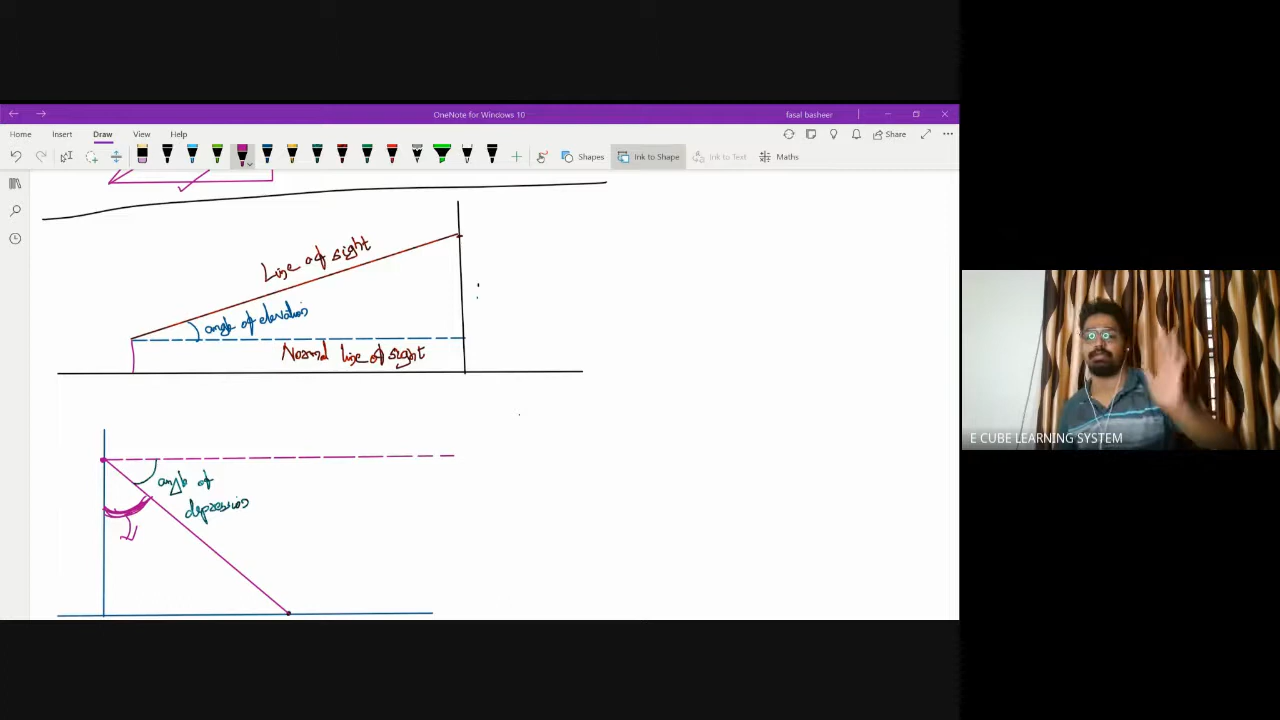 OneNote for Windows 10
fasal basheer
Home Insert Draw View Help
Share
Shapes
Ink to Shape
Ink to Text
Maths
Line of sight
angle of elevation
Normal line of sight
angle of
depression
E CUBE LEARNING SYSTEM